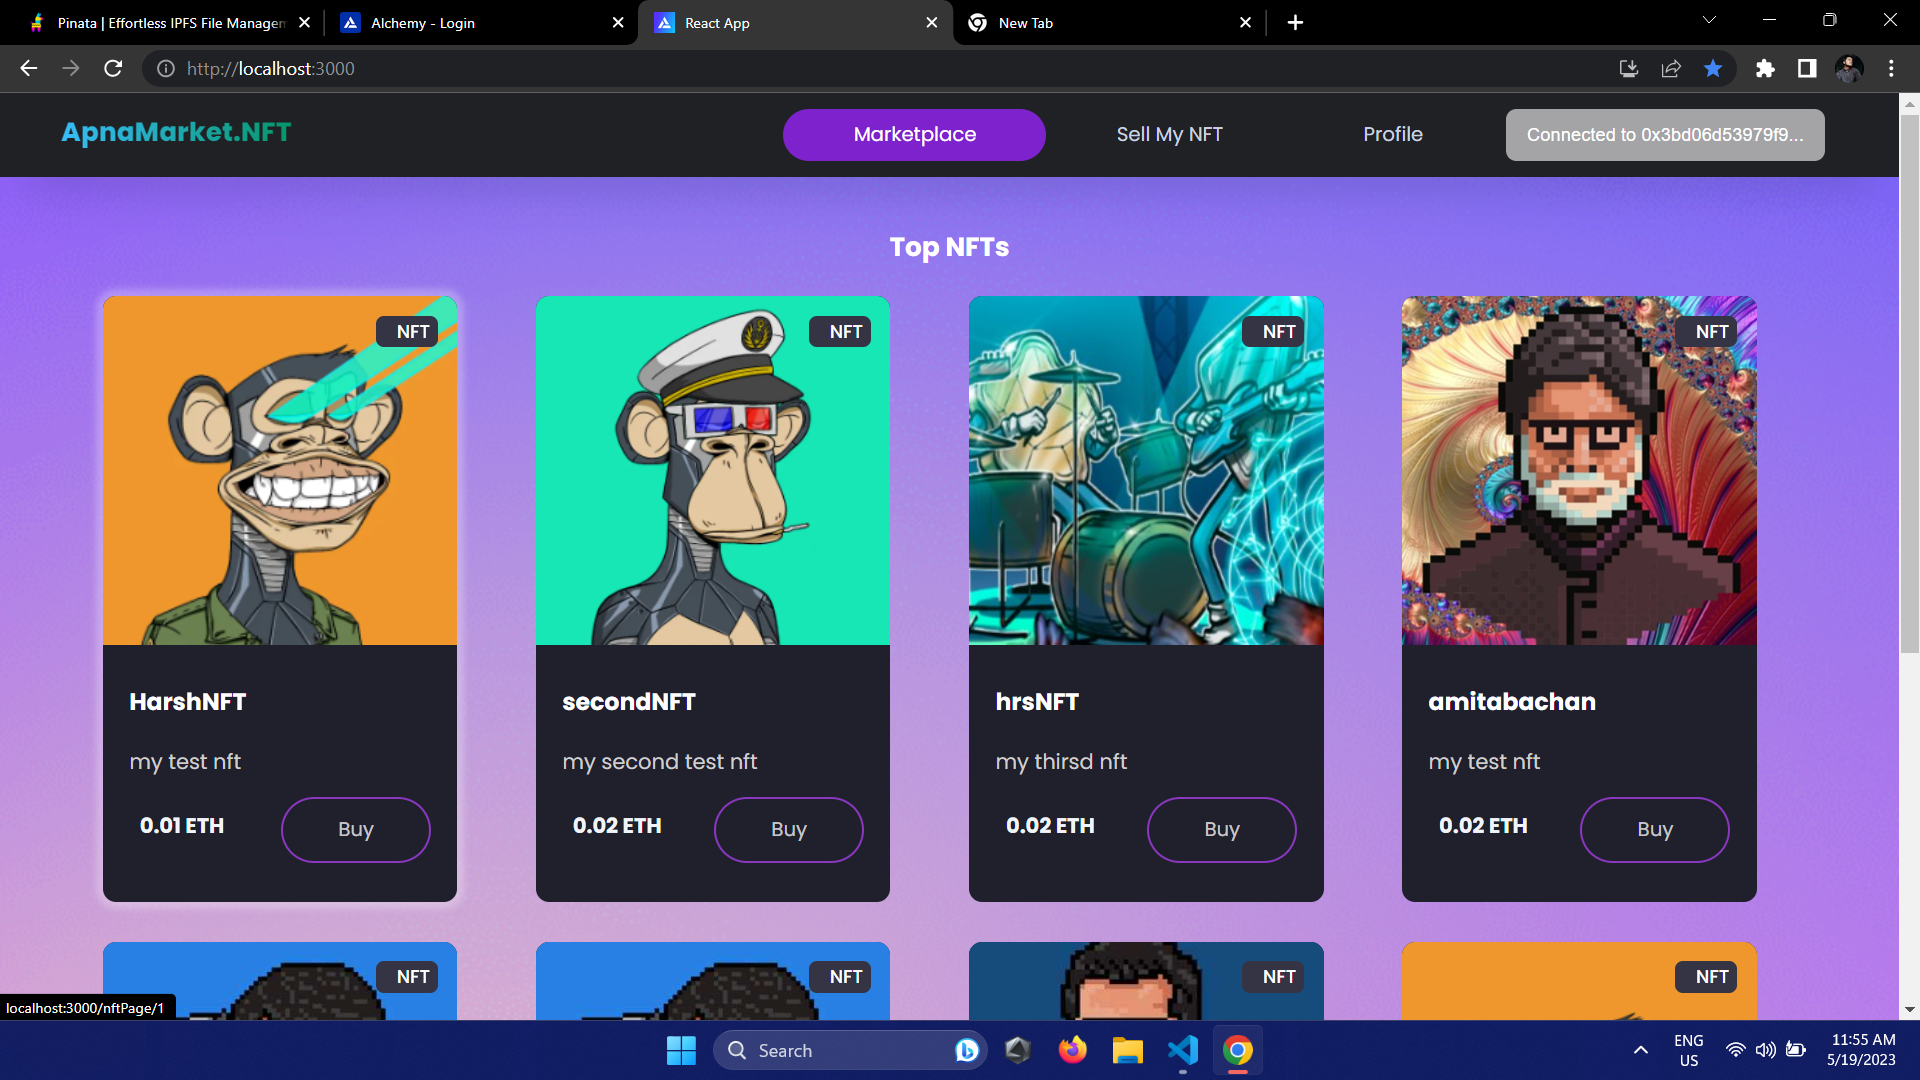 Pinata | Effortless IPFS File Managem
Alchemy - Login
React App
New Tab
http://localhost:3000
ApnaMarket.NFT
Marketplace
Sell My NFT
Profile
Connected to 0x3bd06d53979f9...
Top NFTs
NFT
NFT
NFT
NFT
HarshNFT
secondNFT
hrsNFT
amitabachan
my test nft
my second test nft
my thirsd nft
my test nft
0.01 ETH
Buy
0.02 ETH
Buy
0.02 ETH
Buy
0.02 ETH
Buy
NFT
NFT
NFT
NFT
localhost:3000/nftPage/1
Search
ENG
US
11:55 AM
5/19/2023